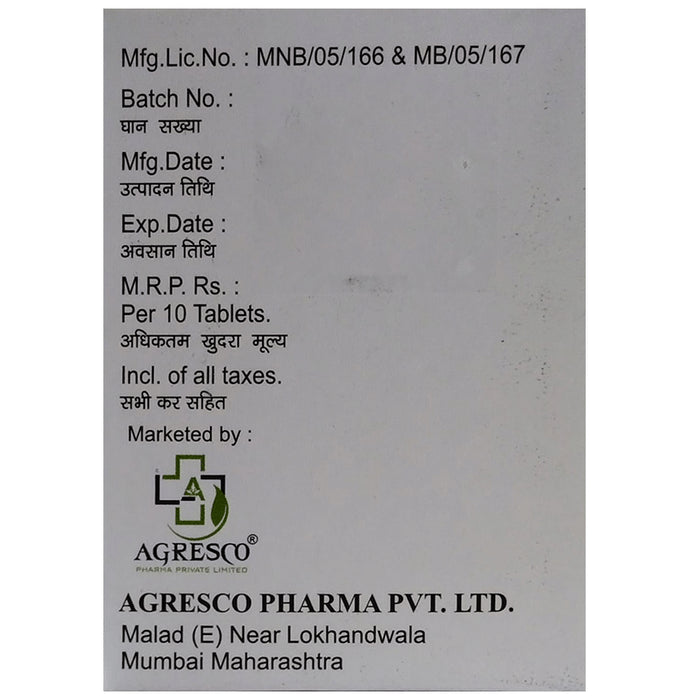 Mfg.Lic.No. : MNB/05/166 & MB/05/167
Batch No. :
घान सख्या
Mfg.Date :
उत्पादन तिथि
Exp.Date :
अवसान तिथि
M.R.P. Rs. :
Per 10 Tablets.
अधिकतम खुदरा मूल्य
Incl. of all taxes.
सभी कर सहित
Marketed by :
A
AGRESCO®
PHARMA PRIVATE LIMITED
AGRESCO PHARMA PVT. LTD.
Malad (E) Near Lokhandwala
Mumbai Maharashtra